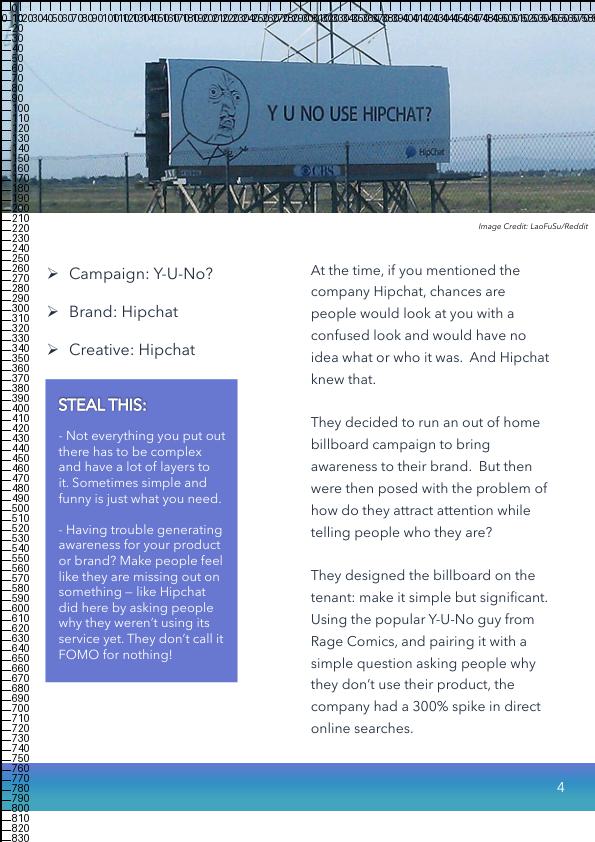 Y U NO USE HIPCHAT?
HipChat
CBS
Image Credit: LaoFuSu/Reddit
➢ Campaign: Y-U-No?
➢ Brand: Hipchat
➢ Creative: Hipchat
STEAL THIS:
- Not everything you put out
there has to be complex
and have a lot of layers to
it. Sometimes simple and
funny is just what you need.
- Having trouble generating
awareness for your product
or brand? Make people feel
like they are missing out on
something – like Hipchat
did here by asking people
why they weren't using its
service yet. They don't call it
FOMO for nothing!
At the time, if you mentioned the
company Hipchat, chances are
people would look at you with a
confused look and would have no
idea what or who it was.  And Hipchat
knew that.
They decided to run an out of home
billboard campaign to bring
awareness to their brand.  But then
were then posed with the problem of
how do they attract attention while
telling people who they are?
They designed the billboard on the
tenant: make it simple but significant.
Using the popular Y-U-No guy from
Rage Comics, and pairing it with a
simple question asking people why
they don't use their product, the
company had a 300% spike in direct
online searches.
4